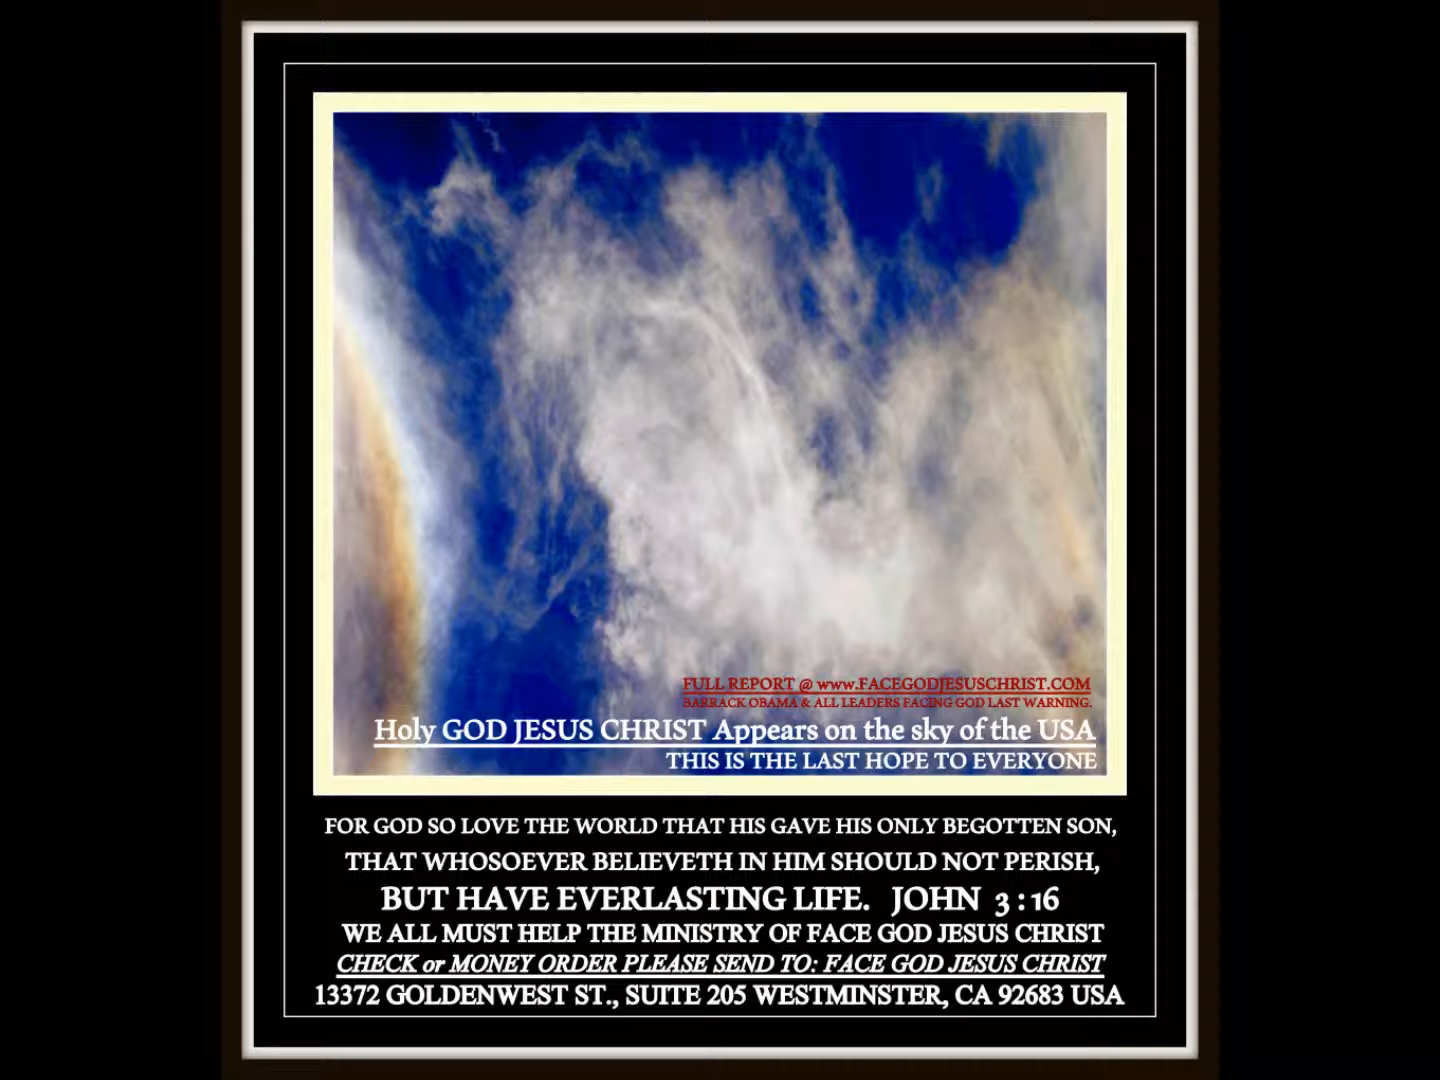 FULL REPORT @ www.FACEGODJESUSCHRIST.COM
BARRACK OBAMA & ALL LEADERS FACING GOD LAST WARNING.
Holy GOD JESUS CHRIST Appears on the sky of the USA
THIS IS THE LAST HOPE TO EVERYONE
FOR GOD SO LOVE THE WORLD THAT HIS GAVE HIS ONLY BEGOTTEN SON,
THAT WHOSOEVER BELIEVETH IN HIM SHOULD NOT PERISH,
BUT HAVE EVERLASTING LIFE. JOHN 3 : 16
WE ALL MUST HELP THE MINISTRY OF FACE GOD JESUS CHRIST
CHECK or MONEY ORDER PLEASE SEND TO: FACE GOD JESUS CHRIST
13372 GOLDENWEST ST., SUITE 205 WESTMINSTER, CA 92683 USA